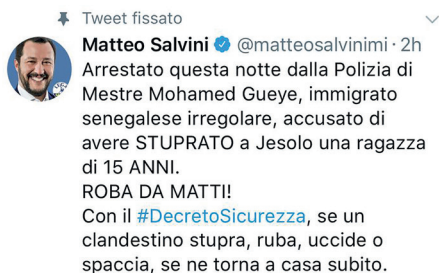 Tweet fissato
Matteo Salvini @matteosalvinimi · 2h
Arrestato questa notte dalla Polizia di
Mestre Mohamed Gueye, immigrato
senegalese irregolare, accusato di
avere STUPRATO a Jesolo una ragazza
di 15 ANNI.
ROBA DA MATTI!
Con il #DecretoSicurezza, se un
clandestino stupra, ruba, uccide o
spaccia, se ne torna a casa subito.